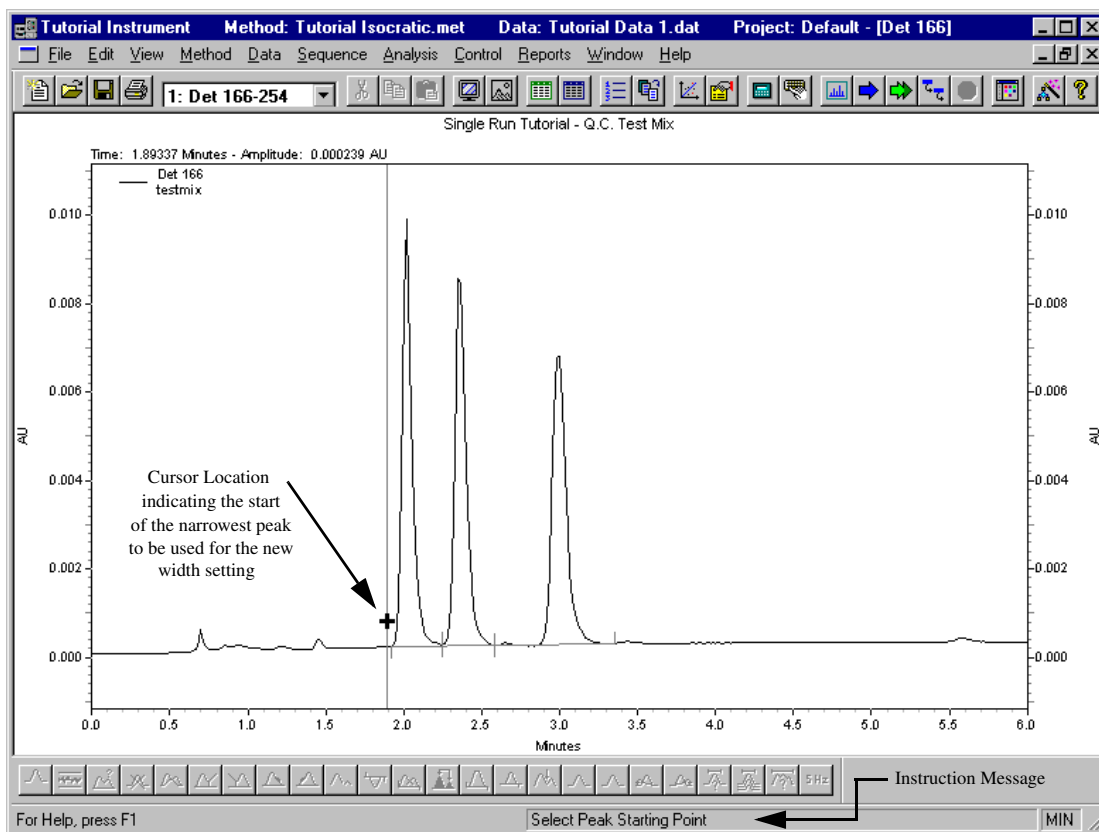 Tutorial Instrument Method: Tutorial Isocratic.met Data: Tutorial Data 1.dat Project: Default - [Det 166]
File Edit View Method Data Sequence Analysis Control Reports Window Help
1: Det 166-254
Single Run Tutorial - Q.C. Test Mix
Time: 1.89337 Minutes - Amplitude: 0.000239 AU
Det 166
testmix
0.010 0.010
0.008 0.008
0.006 0.006
AU AU
0.004 0.004
Cursor Location
indicating the start
of the narrowest peak
to be used for the new
width setting
0.002 0.002
0.000 0.000
0.0 0.5 1.0 1.5 2.0 2.5 3.0 3.5 4.0 4.5 5.0 5.5 6.0
Minutes
5Hz
Instruction Message
For Help, press F1 Select Peak Starting Point MIN